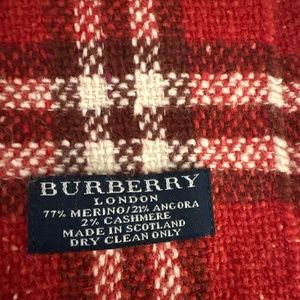 BURBERRY
LONDON
77% MERINO/21% ANGORA
2% CASHMERE
MADE IN SCOTLAND
DRY CLEAN ONLY